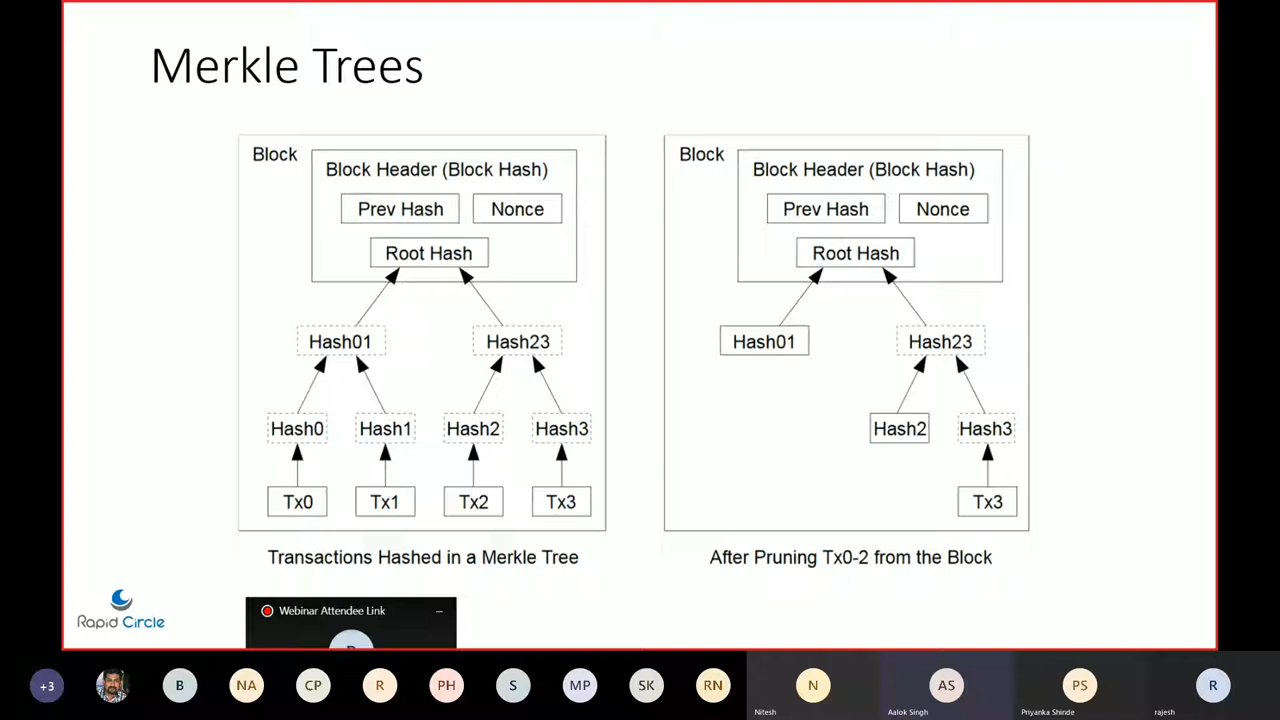 Merkle Trees
Block
Block Header (Block Hash)
Prev Hash
Nonce
Root Hash
Hash01
Hash23
Hash0
Hash1
Hash2
Hash3
Tx0
Tx1
Tx2
Tx3
Transactions Hashed in a Merkle Tree
Block
Block Header (Block Hash)
Prev Hash
Nonce
Root Hash
Hash01
Hash23
Hash2
Hash3
Tx3
After Pruning Tx0-2 from the Block
Rapid Circle
Webinar Attendee Link
+3
B
NA
CP
R
PH
S
MP
SK
RN
N
Nitesh
AS
Aalok Singh
PS
Priyanka Shinde
R
rajesh